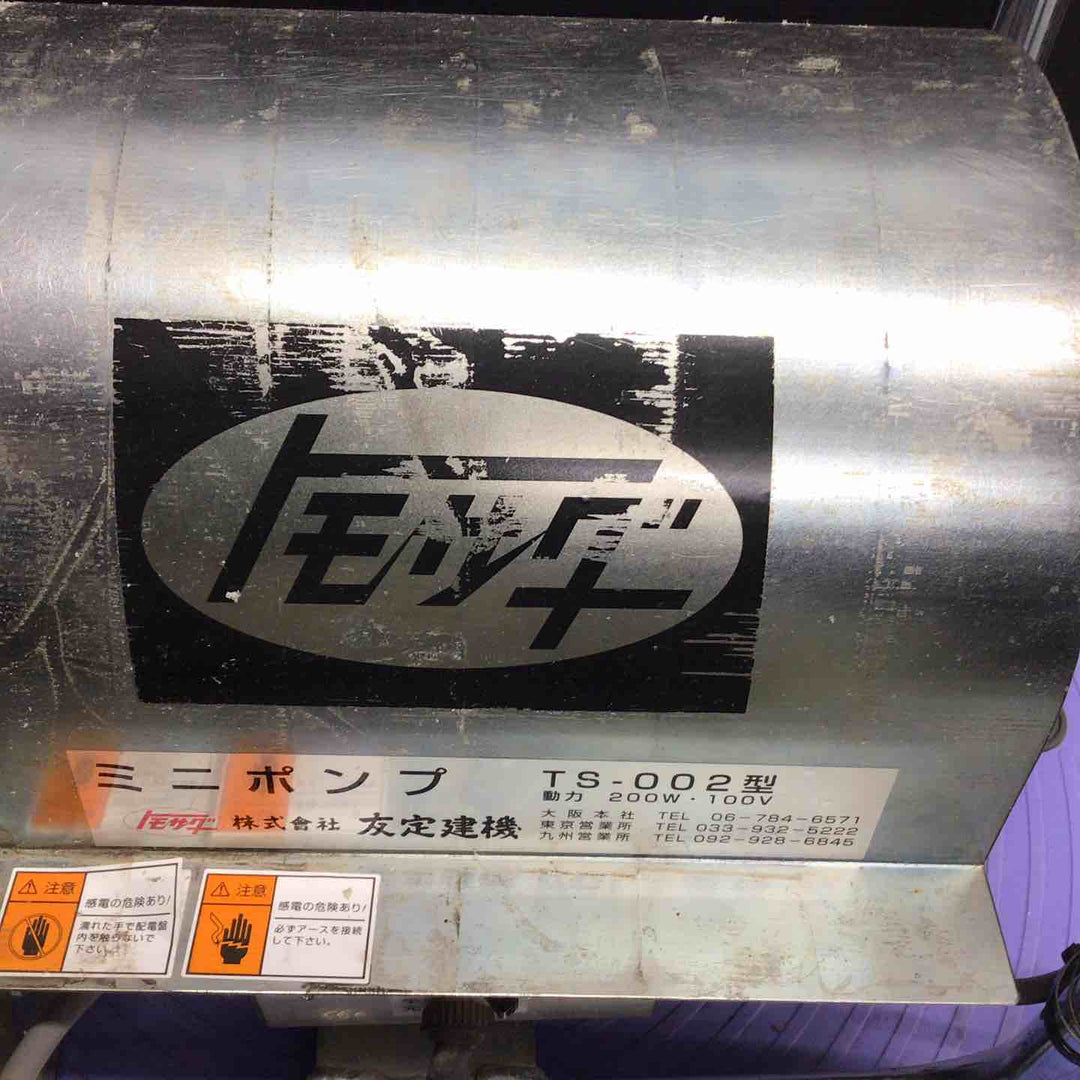 トモサダ
ミニポンプ TS-002型
動力 200W・100V
トモサダ 株式會社 友定建機
大阪本社 TEL 06-784-6571
東京営業所 TEL 033-932-5222
九州営業所 TEL 092-928-6845
⚠注意
感電の危険あり!
濡れた手で配電盤
内を触らないで
下さい。
⚠注意
感電の危険あり!
必ずアースを接続
して下さい。